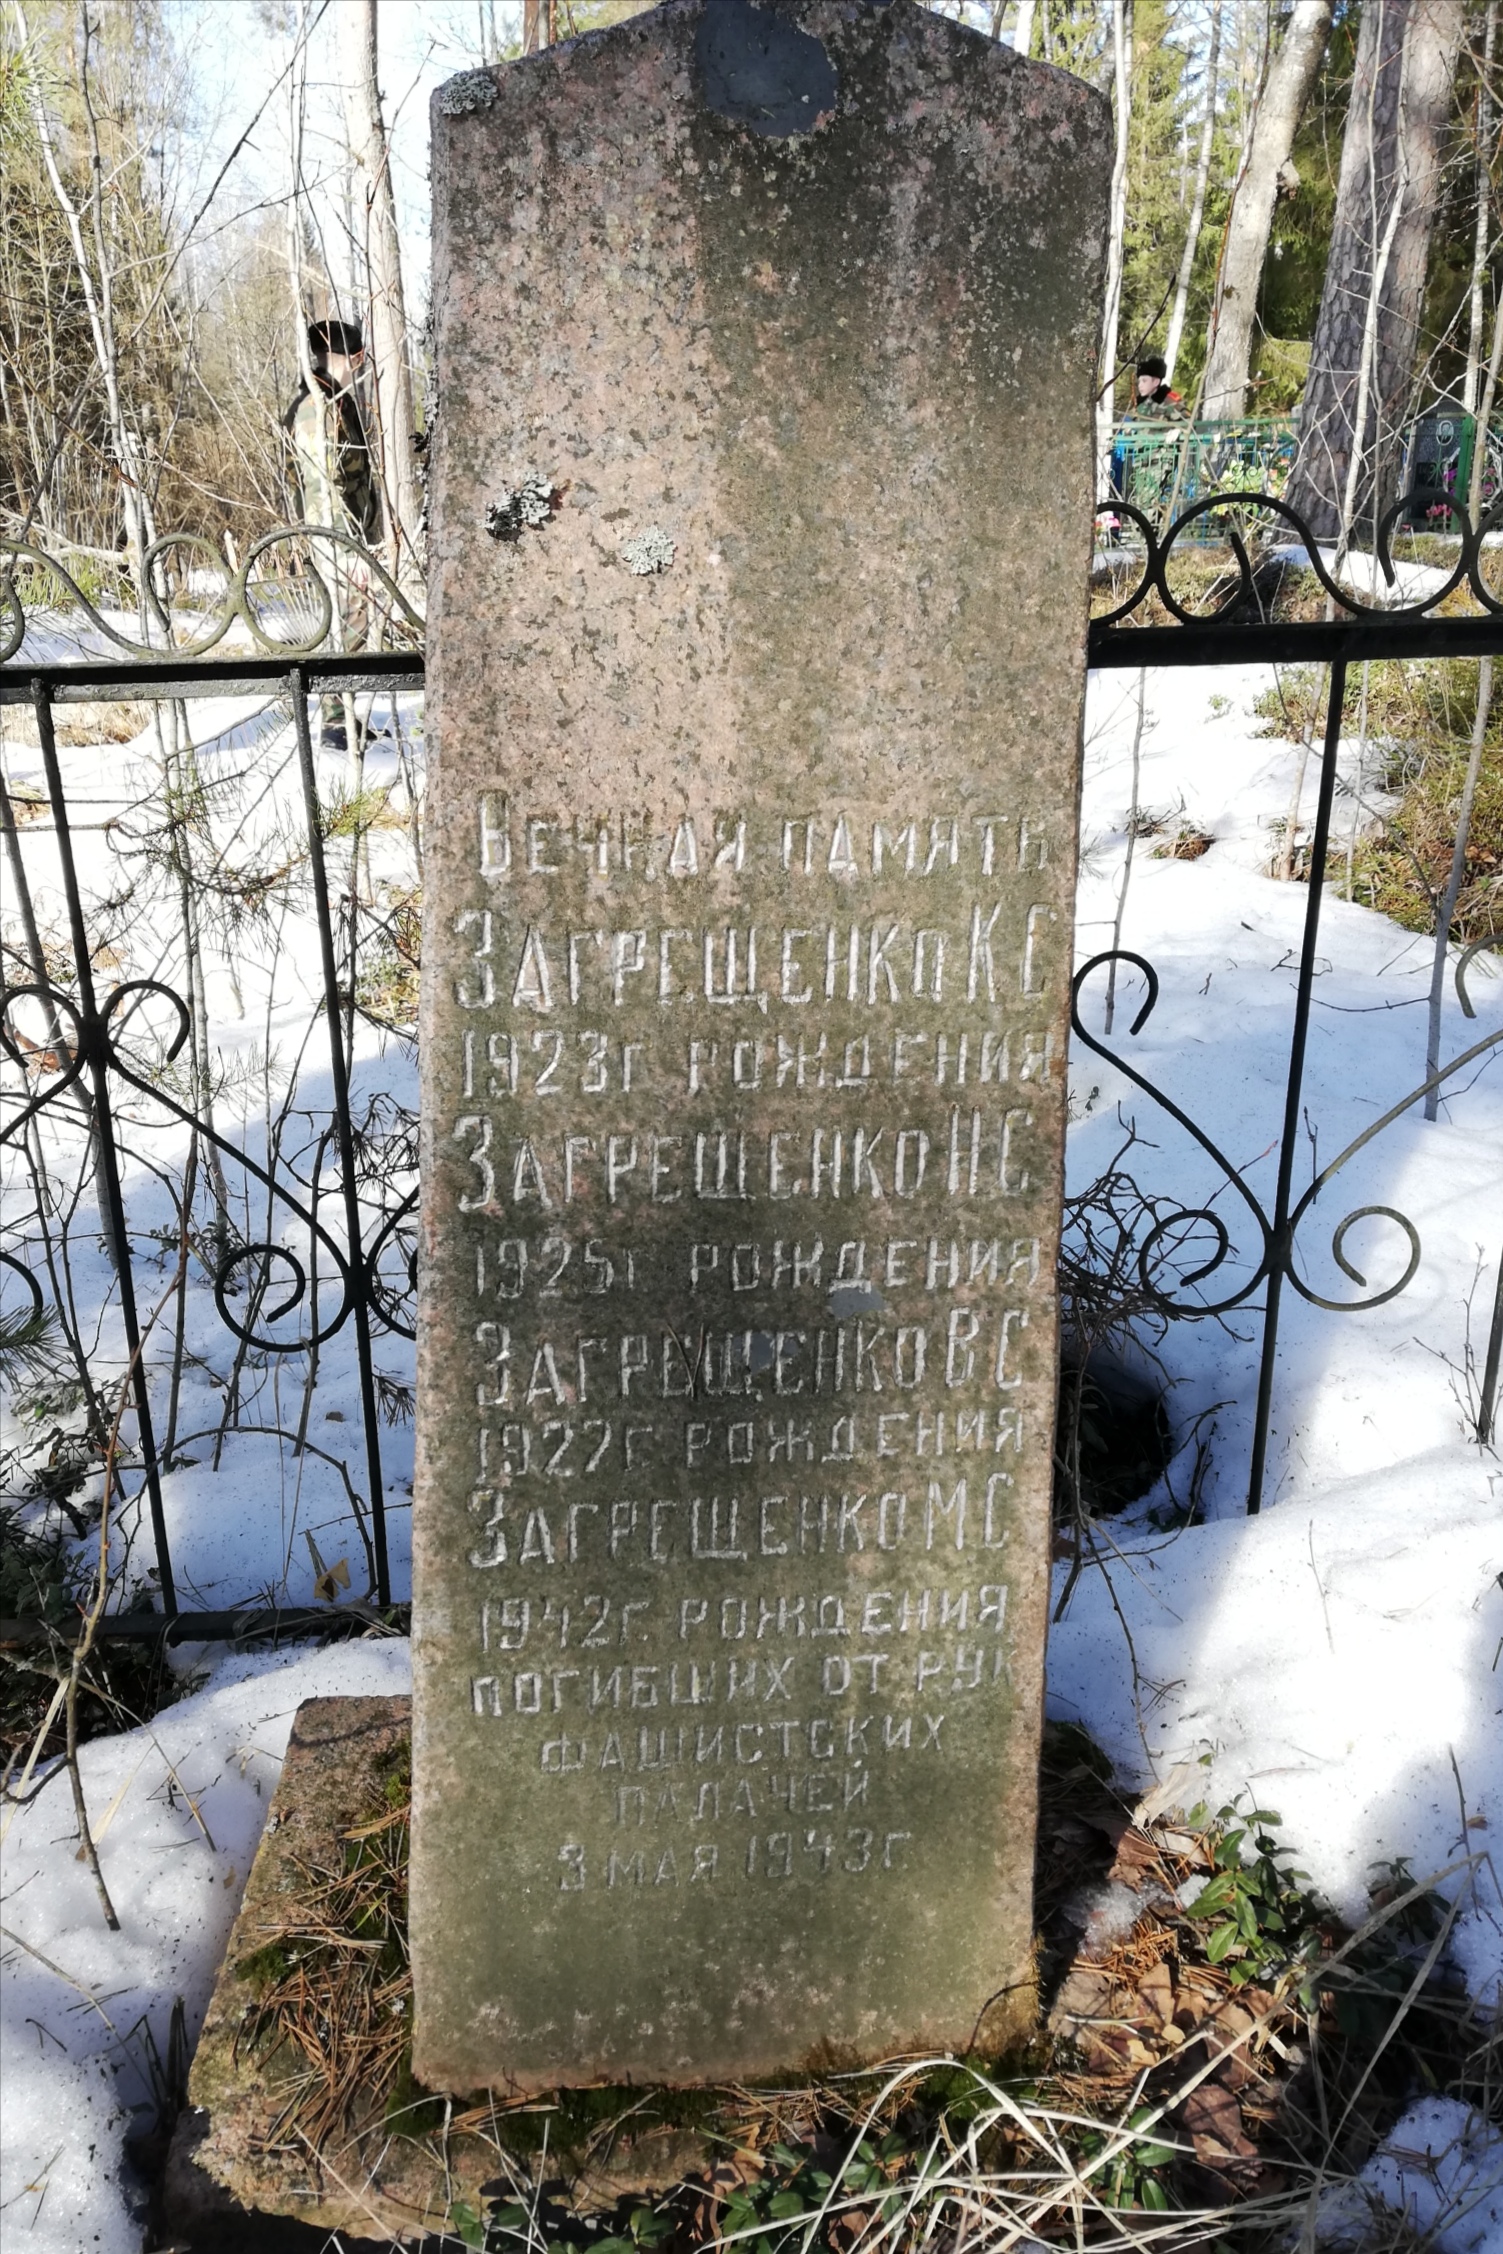 Вечная память
Загрещенко К С
1923г рождения
Загрещенко Н С
1925г рождения
Загрещенко В С
1927г. рождения
Загрещенко М С
1942г. рождения
погибших от рук
фашистских
палачей
3 мая 1943г.